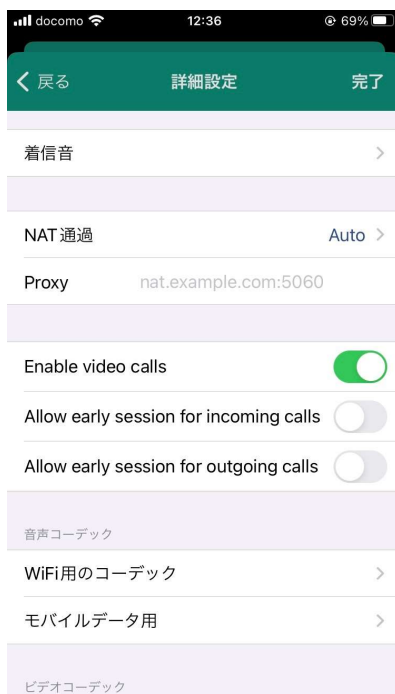 docomo 12:36 69%
戻る 詳細設定 完了
着信音
NAT通過 Auto
Proxy nat.example.com:5060
Enable video calls
Allow early session for incoming calls
Allow early session for outgoing calls
音声コーデック
WiFi用のコーデック
モバイルデータ用
ビデオコーデック